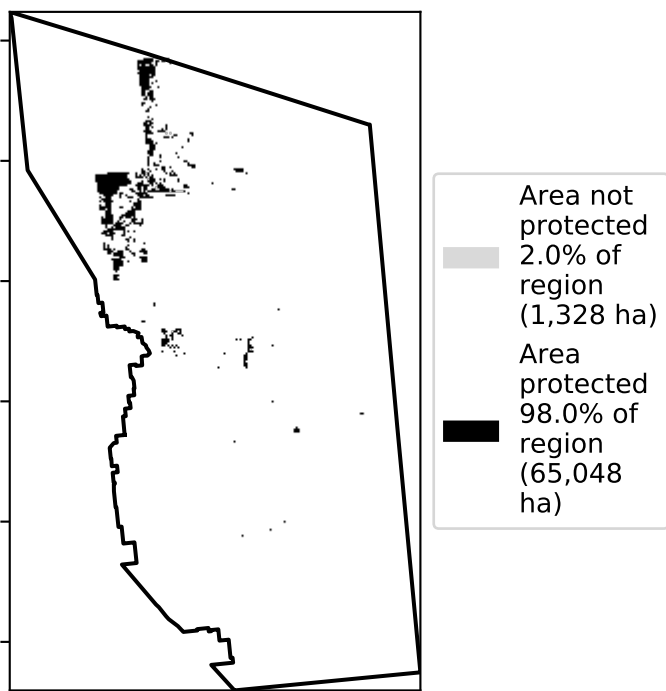 Area not
protected
2.0% of
region
(1,328 ha)
Area
protected
98.0% of
region
(65,048
ha)